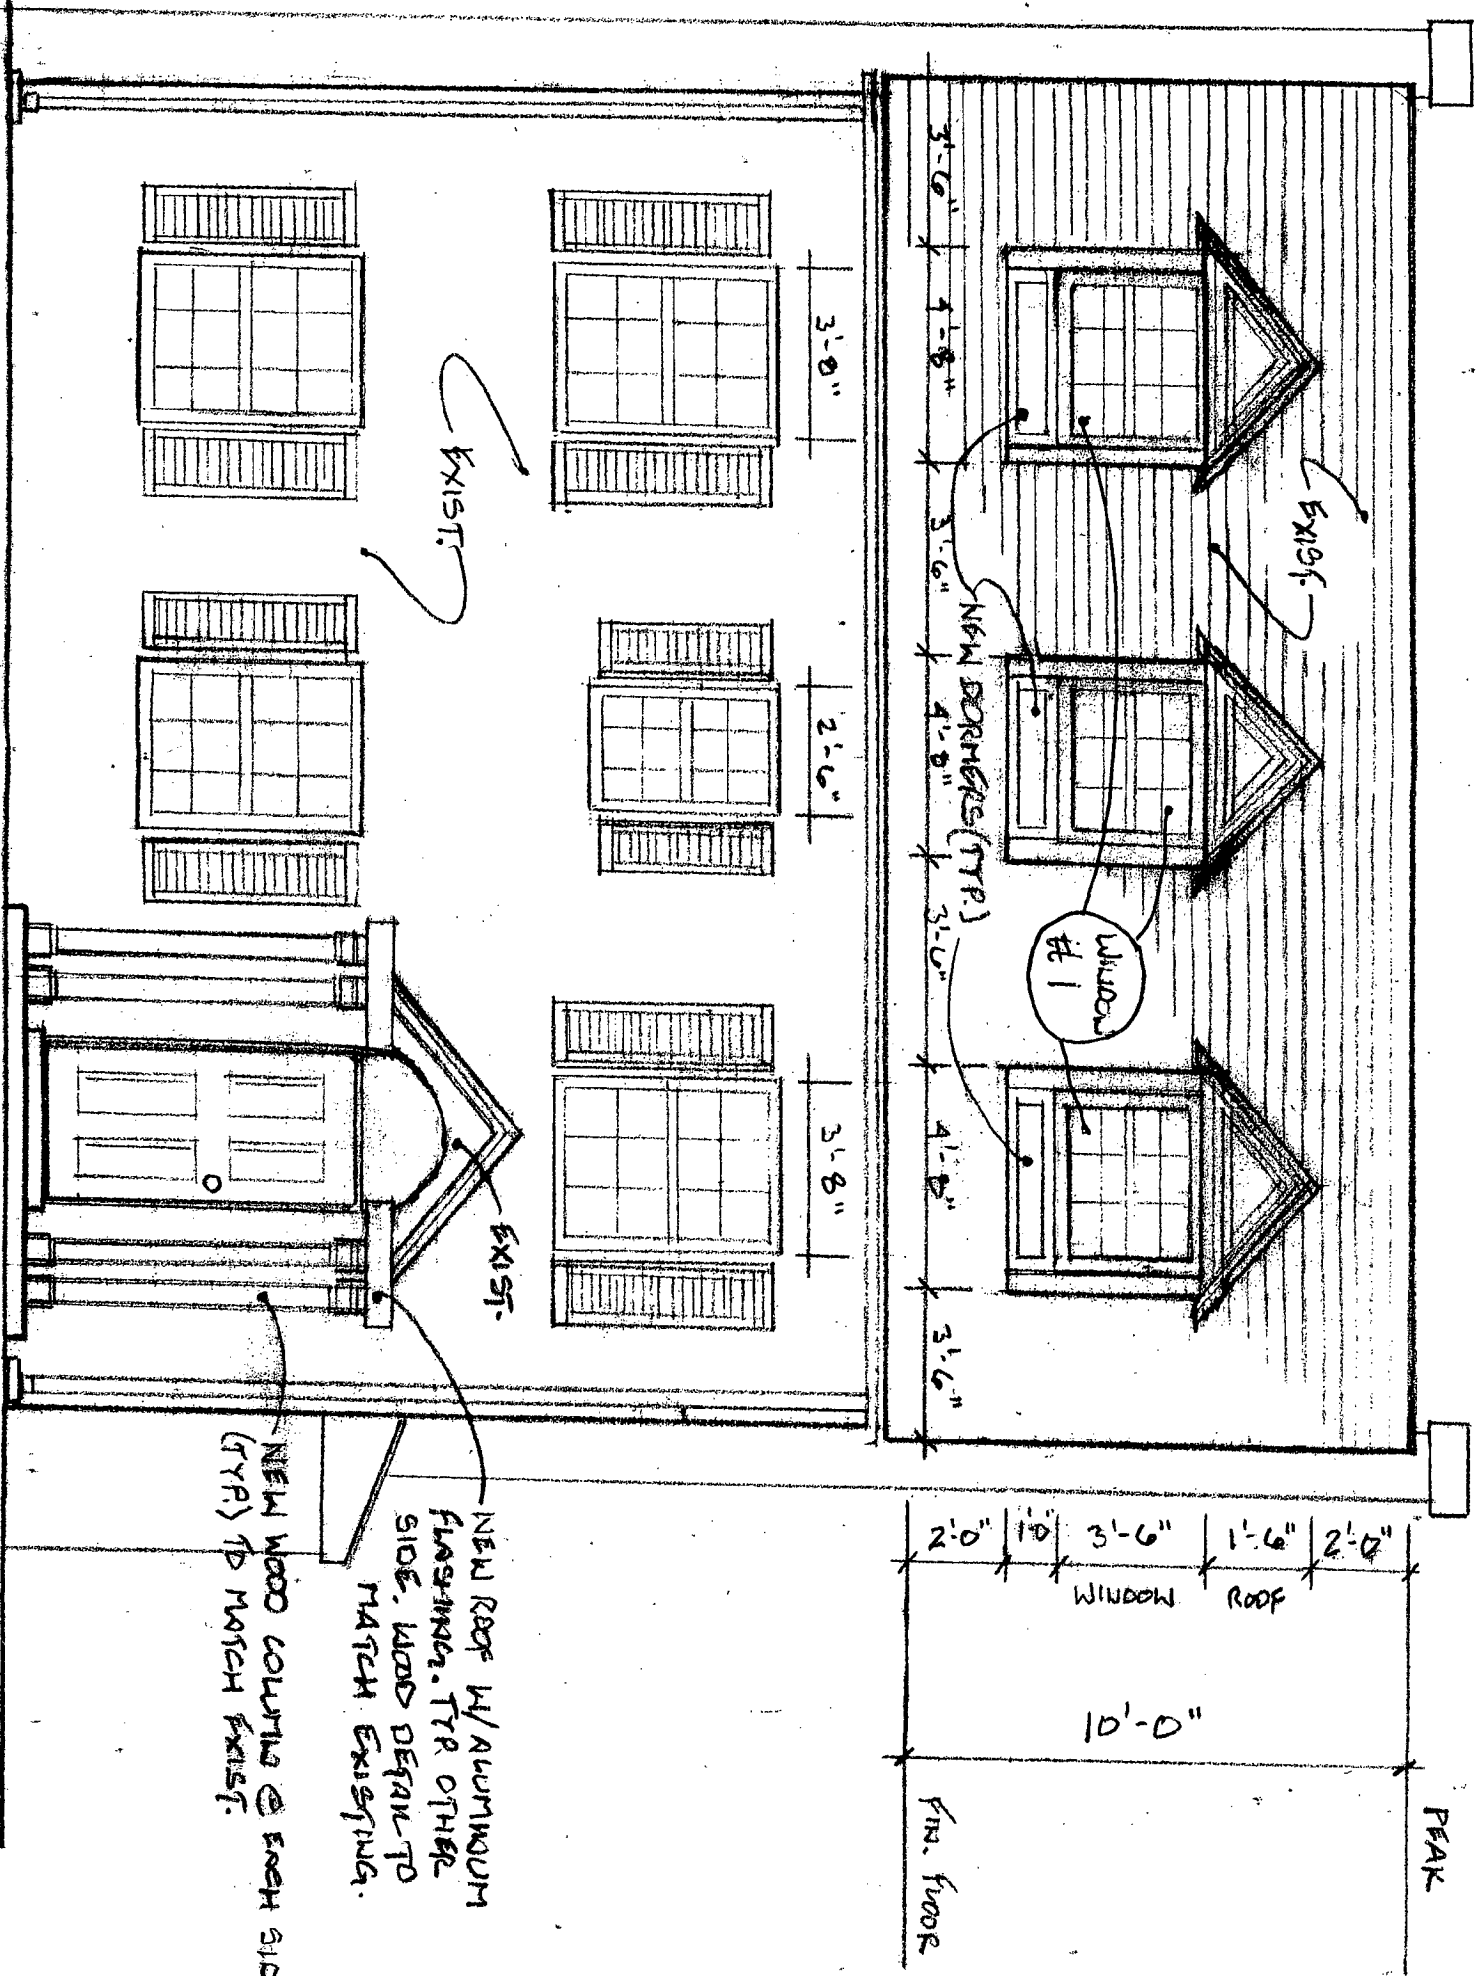 PEAK
2'-0"
EXIST.
1'-6"
ROOF
10'-0"
3'-6"
WINDOW
WINDOW
#1
1'0"
NEW DORMERS (TYP.)
2'-0"
3'-6"
4'-8"
3'-6"
4'-8"
3'-6"
4'-8"
3'-6"
FIN. FLOOR
3'-8"
2'-6"
3'-8"
EXIST.
EXIST.
NEW ROOF W/ ALUMINUM
FLASHING. TYP. OTHER
SIDE. WOOD DETAIL TO
MATCH EXISTING.
NEW WOOD COLUMN @ EACH SID
(TYP.) TO MATCH EXIST.